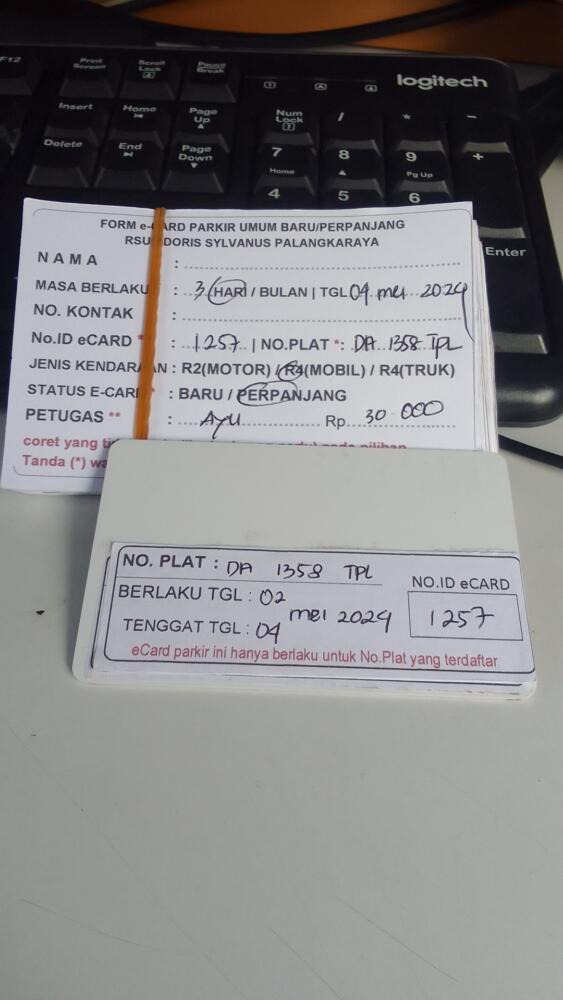 F12
Print
Screen
Scroll
Lock
Pause
Break
logitech
Insert
Home
Page
Up
Num
Lock
/
*
-
Delete
End
Page
Down
7
Home
8
9
Pg Up
+
4
5
6
Enter
FORM e-CARD PARKIR UMUM BARU/PERPANJANG
RSUD DORIS SYLVANUS PALANGKARAYA
NAMA :
MASA BERLAKU : 3 HARI / BULAN | TGL 04 mei 2024
NO. KONTAK :
No.ID eCARD * : 1257 | NO.PLAT *: DA 1358 TPL
JENIS KENDARAAN : R2(MOTOR) / R4(MOBIL) / R4(TRUK)
STATUS E-CARD * : BARU / PERPANJANG
PETUGAS ** : Ayu Rp 30.000
coret yang pada pilihan
Tanda (*) wa
NO. PLAT : DA 1358 TPL
BERLAKU TGL : 02
mei 2024
TENGGAT TGL : 04
NO.ID eCARD
1257
eCard parkir ini hanya berlaku untuk No.Plat yang terdaftar